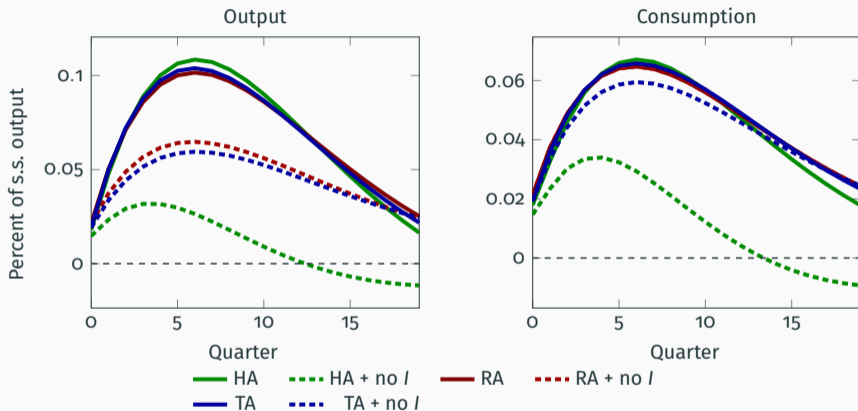 Output
Consumption
Percent of s.s. output
0.1
0.05
0
0 5 10 15
Quarter
0.06
0.04
0.02
0
0 5 10 15
Quarter
HA HA + no I RA RA + no I
TA TA + no I